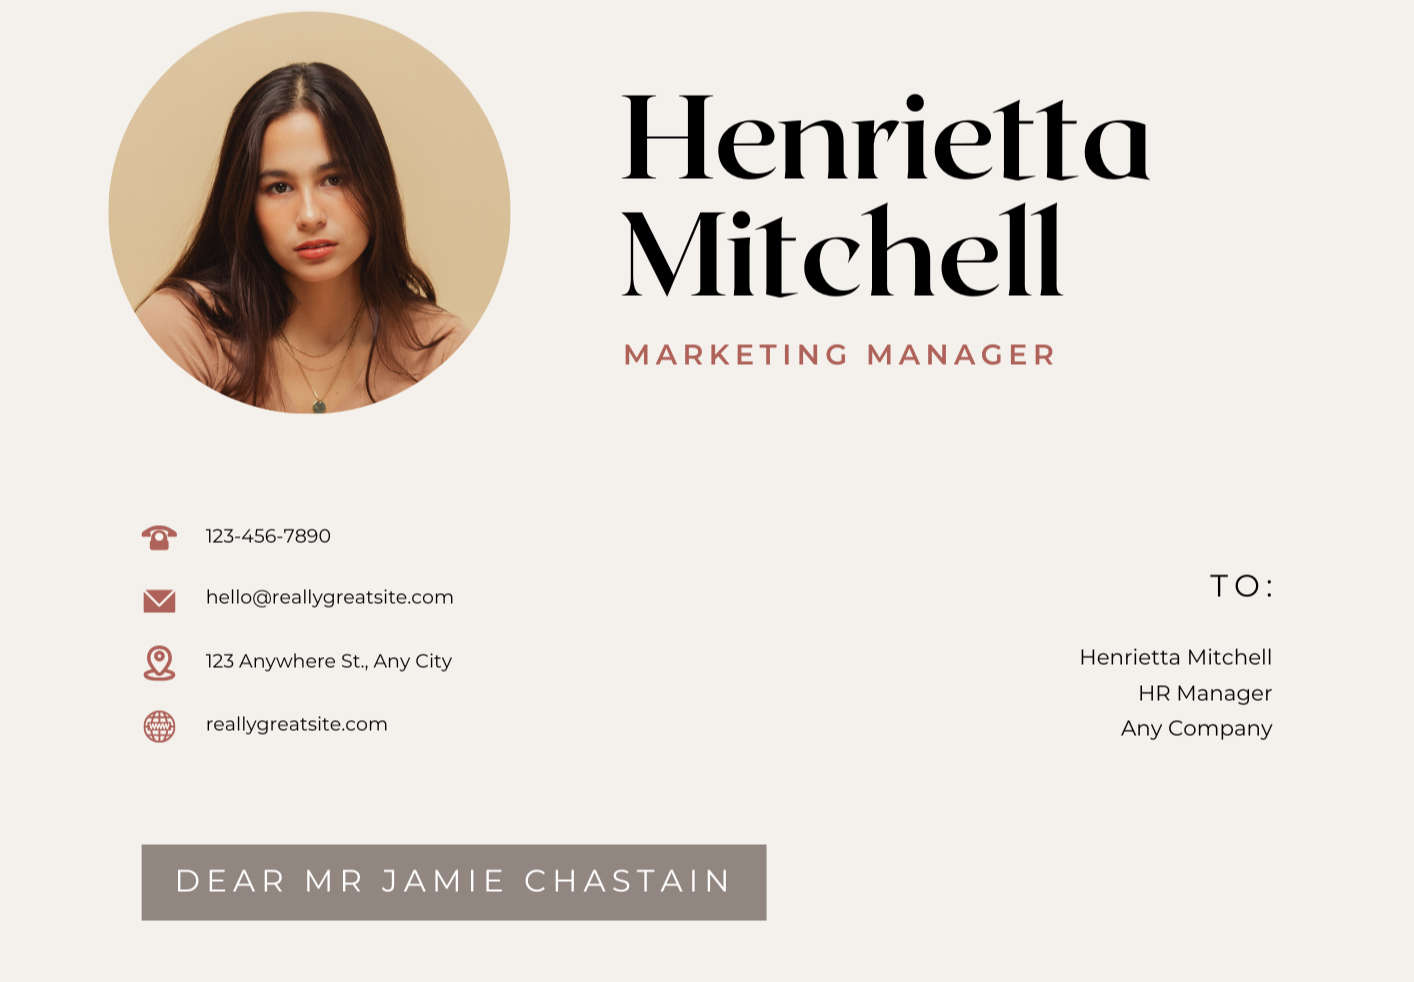 Henrietta
Mitchell
MARKETING MANAGER
123-456-7890
hello@reallygreatsite.com
123 Anywhere St., Any City
www
reallygreatsite.com
TO:
Henrietta Mitchell
HR Manager
Any Company
DEAR MR JAMIE CHASTAIN